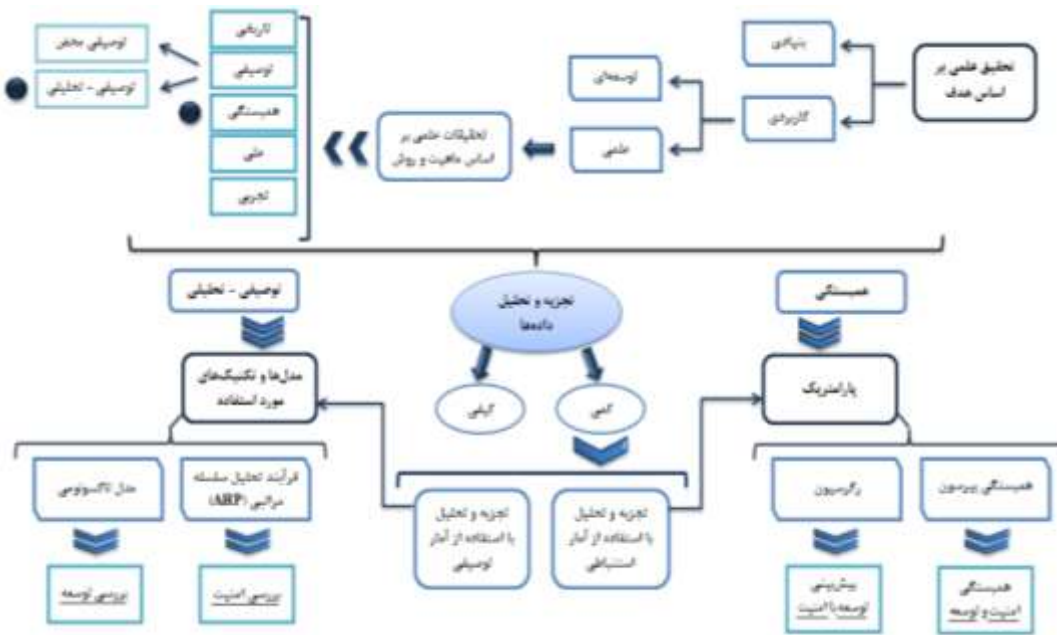 تحقیق علمی بر
اساس هدف
بنیادی
کاربردی
توسعه‌ای
علمی
تحقیقات علمی بر
اساس ماهیت و روش
تاریخی
توصیفی
همبستگی
علی
تجربی
توصیفی محض
توصیفی - تحلیلی
تجزیه و تحلیل
داده‌ها
کمی
کیفی
همبستگی
پارامتریک
همبستگی پیرسون
رگرسیون
همبستگی
امنیت و توسعه
پیش‌بینی
توسعه با امنیت
تجزیه و تحلیل
با استفاده از آمار
استنباطی
تجزیه و تحلیل
با استفاده از آمار
توصیفی
توصیفی - تحلیلی
مدل‌ها و تکنیک‌های
مورد استفاده
فرآیند تحلیل سلسله
مراتبی (AHP)
مدل تاکسونومی
بررسی امنیت
بررسی توسعه